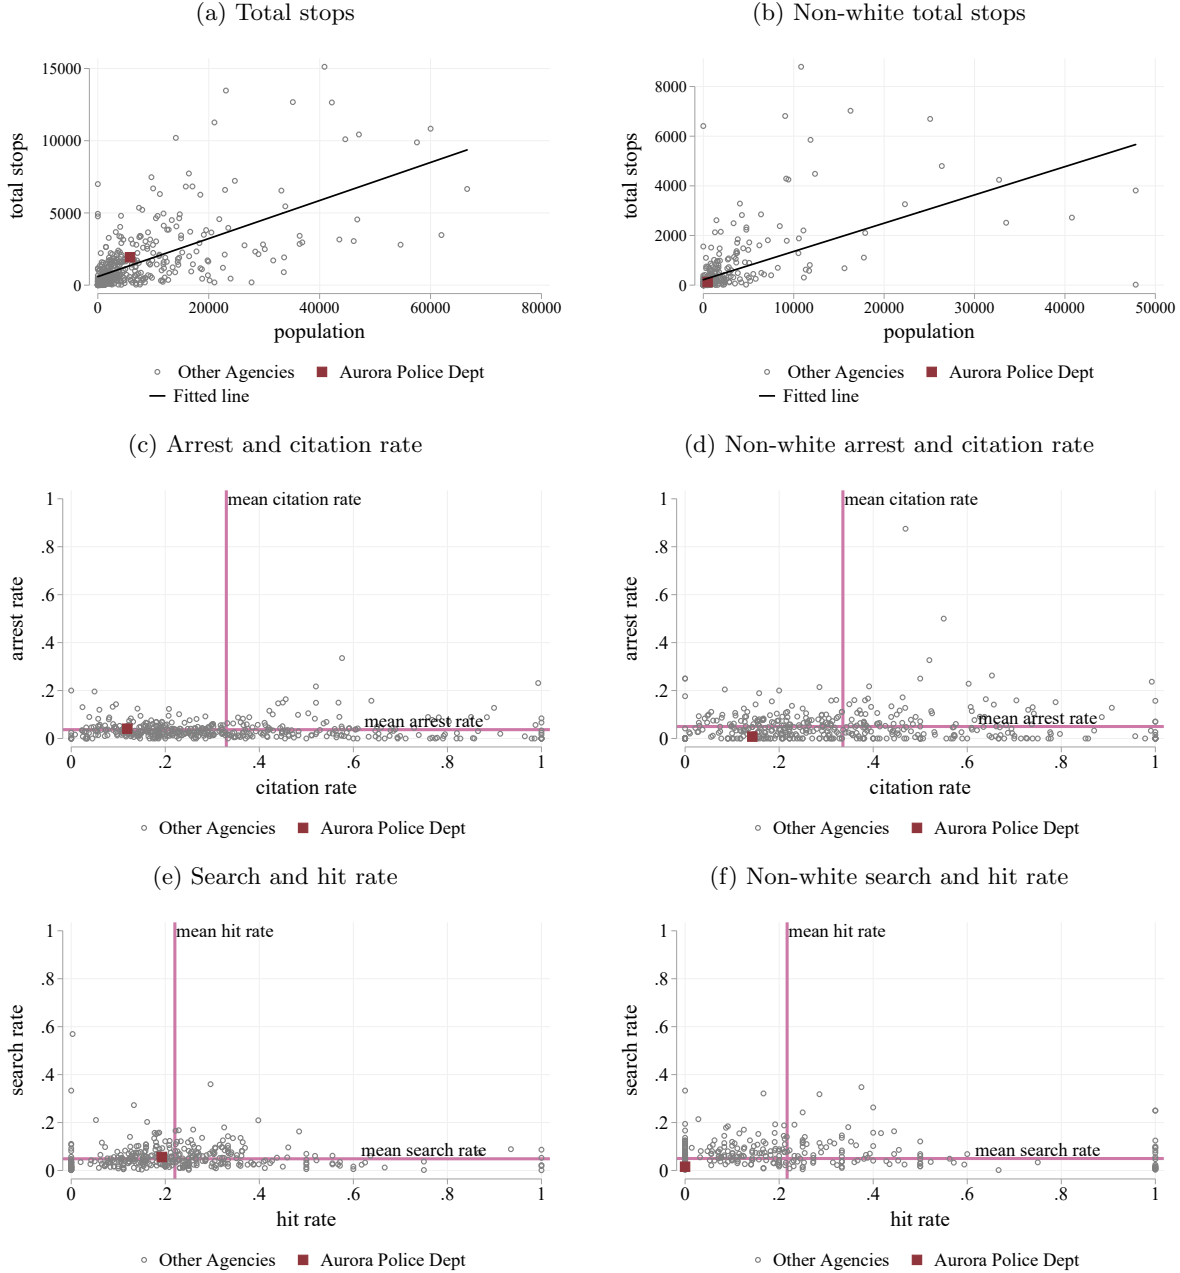 (a) Total stops
(b) Non-white total stops
total stops
15000
10000
5000
0
0 20000 40000 60000 80000
population
Other Agencies Aurora Police Dept
Fitted line
total stops
8000
6000
4000
2000
0
0 10000 20000 30000 40000 50000
population
Other Agencies Aurora Police Dept
Fitted line
(c) Arrest and citation rate
(d) Non-white arrest and citation rate
arrest rate
1
.8
.6
.4
.2
0
mean citation rate
mean arrest rate
0 .2 .4 .6 .8 1
citation rate
Other Agencies Aurora Police Dept
arrest rate
1
.8
.6
.4
.2
0
mean citation rate
mean arrest rate
0 .2 .4 .6 .8 1
citation rate
Other Agencies Aurora Police Dept
(e) Search and hit rate
(f) Non-white search and hit rate
search rate
1
.8
.6
.4
.2
0
mean hit rate
mean search rate
0 .2 .4 .6 .8 1
hit rate
Other Agencies Aurora Police Dept
search rate
1
.8
.6
.4
.2
0
mean hit rate
mean search rate
0 .2 .4 .6 .8 1
hit rate
Other Agencies Aurora Police Dept